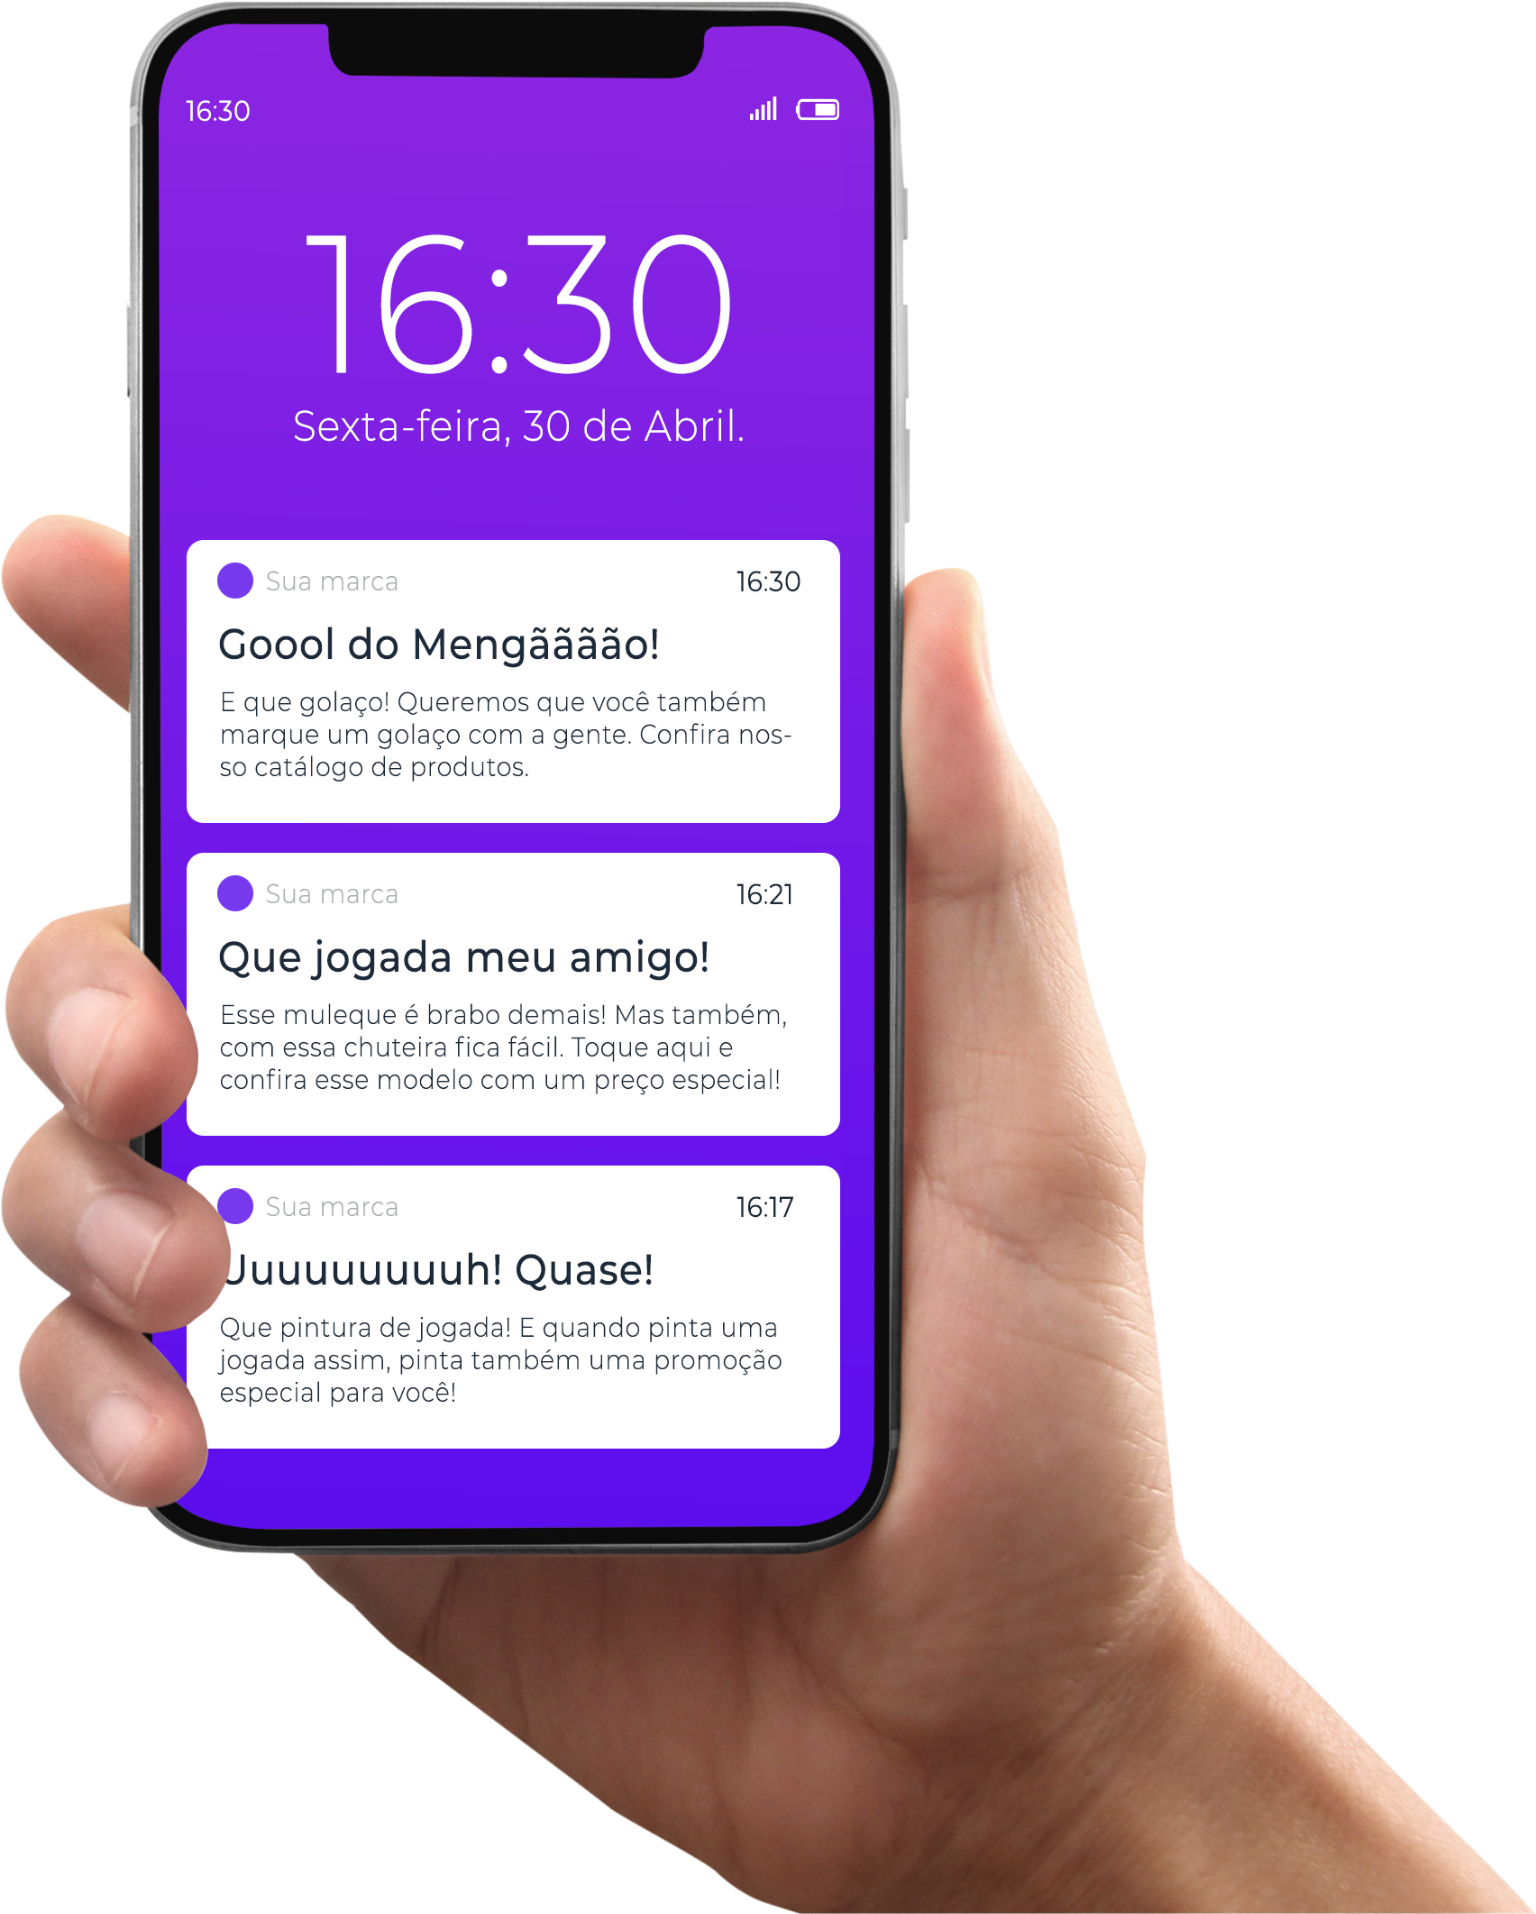 16:30
16:30
Sexta-feira, 30 de Abril.
Sua marca 16:30
Goool do Mengããããão!
E que golaço! Queremos que você também
marque um golaço com a gente. Confira nos-
so catálogo de produtos.
Sua marca 16:21
Que jogada meu amigo!
Esse muleque é brabo demais! Mas também,
com essa chuteira fica fácil. Toque aqui e
confira esse modelo com um preço especial!
Sua marca 16:17
Uuuuuuuuuh! Quase!
Que pintura de jogada! E quando pinta uma
jogada assim, pinta também uma promoção
especial para você!